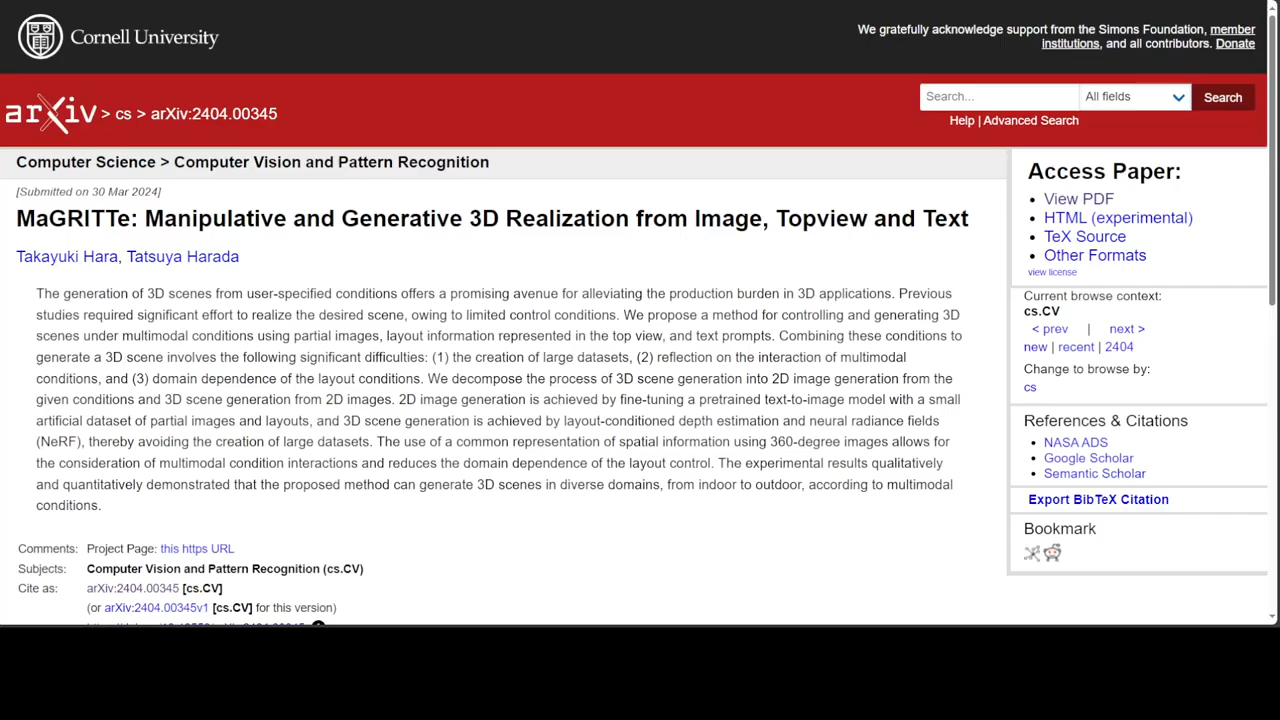 Cornell University
We gratefully acknowledge support from the Simons Foundation, member
institutions, and all contributors. Donate
arXiv > cs > arXiv:2404.00345
Search...
All fields
Search
Help | Advanced Search
Computer Science > Computer Vision and Pattern Recognition
[Submitted on 30 Mar 2024]
MaGRITTe: Manipulative and Generative 3D Realization from Image, Topview and Text
Takayuki Hara, Tatsuya Harada
The generation of 3D scenes from user-specified conditions offers a promising avenue for alleviating the production burden in 3D applications. Previous
studies required significant effort to realize the desired scene, owing to limited control conditions. We propose a method for controlling and generating 3D
scenes under multimodal conditions using partial images, layout information represented in the top view, and text prompts. Combining these conditions to
generate a 3D scene involves the following significant difficulties: (1) the creation of large datasets, (2) reflection on the interaction of multimodal
conditions, and (3) domain dependence of the layout conditions. We decompose the process of 3D scene generation into 2D image generation from the
given conditions and 3D scene generation from 2D images. 2D image generation is achieved by fine-tuning a pretrained text-to-image model with a small
artificial dataset of partial images and layouts, and 3D scene generation is achieved by layout-conditioned depth estimation and neural radiance fields
(NeRF), thereby avoiding the creation of large datasets. The use of a common representation of spatial information using 360-degree images allows for
the consideration of multimodal condition interactions and reduces the domain dependence of the layout control. The experimental results qualitatively
and quantitatively demonstrated that the proposed method can generate 3D scenes in diverse domains, from indoor to outdoor, according to multimodal
conditions.
Comments: Project Page: this https URL
Subjects: Computer Vision and Pattern Recognition (cs.CV)
Cite as: arXiv:2404.00345 [cs.CV]
(or arXiv:2404.00345v1 [cs.CV] for this version)
Access Paper:
View PDF
HTML (experimental)
TeX Source
Other Formats
view license
Current browse context:
cs.CV
< prev | next >
new | recent | 2404
Change to browse by:
cs
References & Citations
NASA ADS
Google Scholar
Semantic Scholar
Export BibTeX Citation
Bookmark